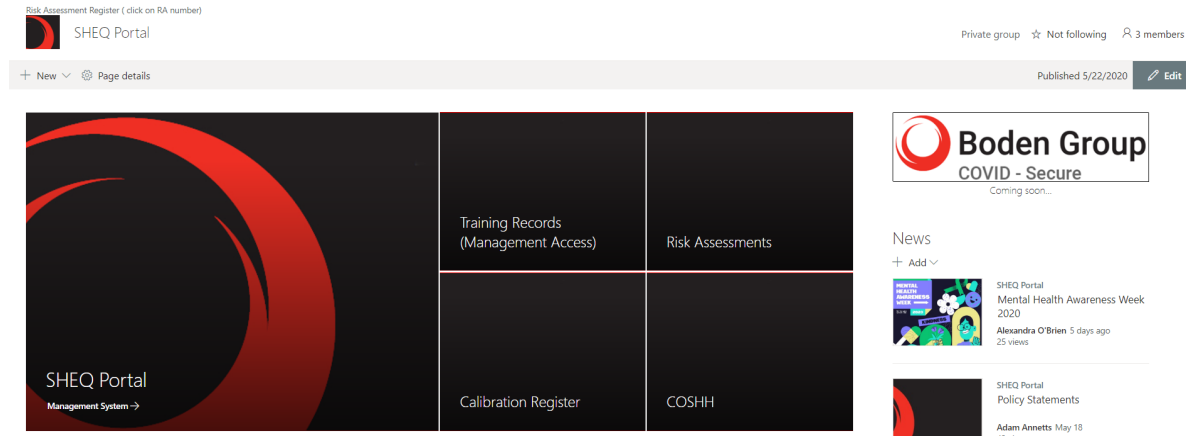 Risk Assessment Register ( click on RA number)
SHEQ Portal
Private group ☆ Not following 3 members
+ New Page details
Published 5/22/2020 Edit
SHEQ Portal
Management System →
Training Records
(Management Access)
Risk Assessments
Calibration Register
COSHH
Boden Group
COVID - Secure
Coming soon...
News
+ Add
MENTAL
HEALTH
AWARENESS
WEEK
2020
KINDNESS
SHEQ Portal
Mental Health Awareness Week
2020
Alexandra O'Brien 5 days ago
25 views
SHEQ Portal
Policy Statements
Adam Annetts May 18